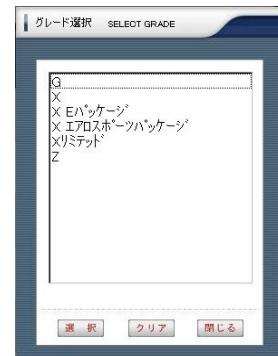 グレード選択 SELECT GRADE
G
X
X Eﾊﾟｯｹｰｼﾞ
X ｴｱﾛｽﾎﾟｰﾂﾊﾟｯｹｰｼﾞ
Xﾘﾐﾃｯﾄﾞ
Z
選 択 クリア 閉じる